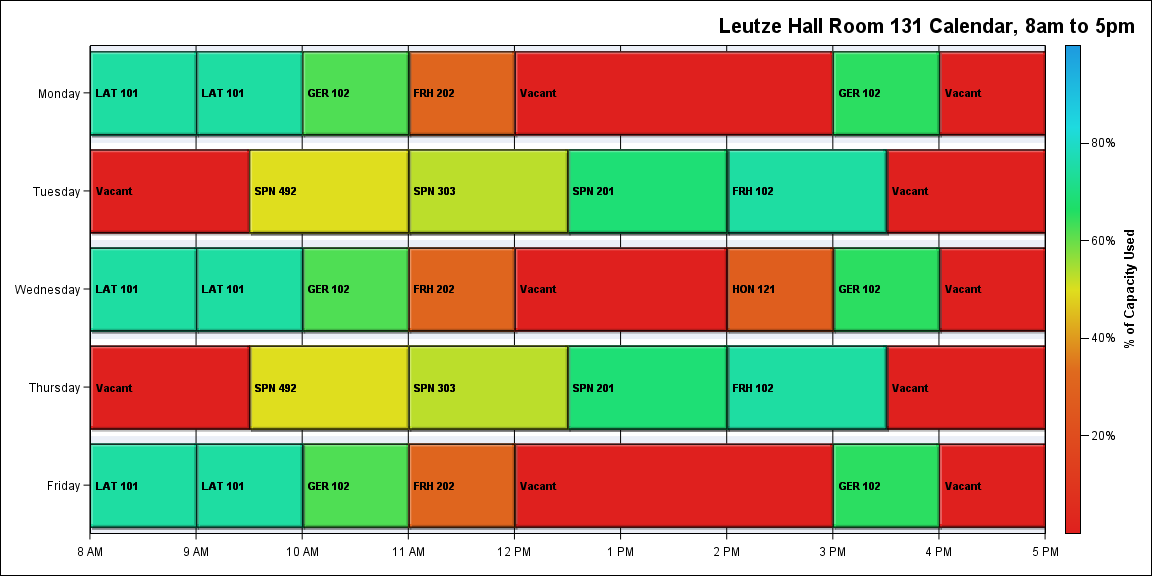 Leutze Hall Room 131 Calendar, 8am to 5pm
Monday
LAT 101
LAT 101
GER 102
FRH 202
Vacant
GER 102
Vacant
Tuesday
Vacant
SPN 492
SPN 303
SPN 201
FRH 102
Vacant
Wednesday
LAT 101
LAT 101
GER 102
FRH 202
Vacant
HON 121
GER 102
Vacant
Thursday
Vacant
SPN 492
SPN 303
SPN 201
FRH 102
Vacant
Friday
LAT 101
LAT 101
GER 102
FRH 202
Vacant
GER 102
Vacant
8 AM
9 AM
10 AM
11 AM
12 PM
1 PM
2 PM
3 PM
4 PM
5 PM
80%
60%
40%
20%
% of Capacity Used